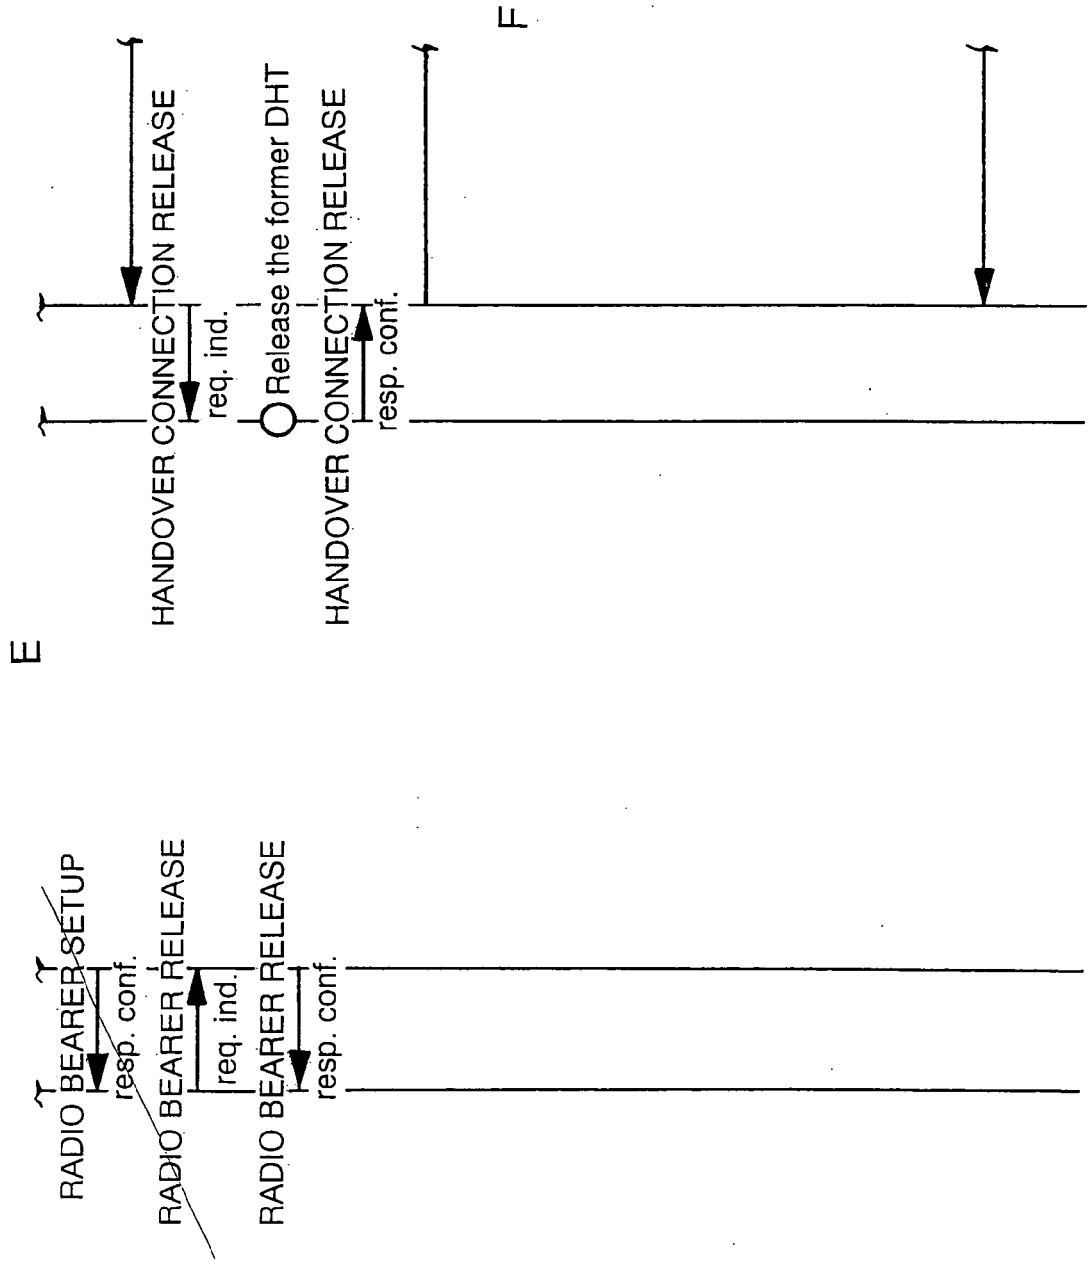 E
RADIO BEARER SETUP
resp. conf.
RADIO BEARER RELEASE
req. ind.
RADIO BEARER RELEASE
resp. conf.
HANDOVER CONNECTION RELEASE
req. ind.
Release the former DHT
HANDOVER CONNECTION RELEASE
resp. conf.
F